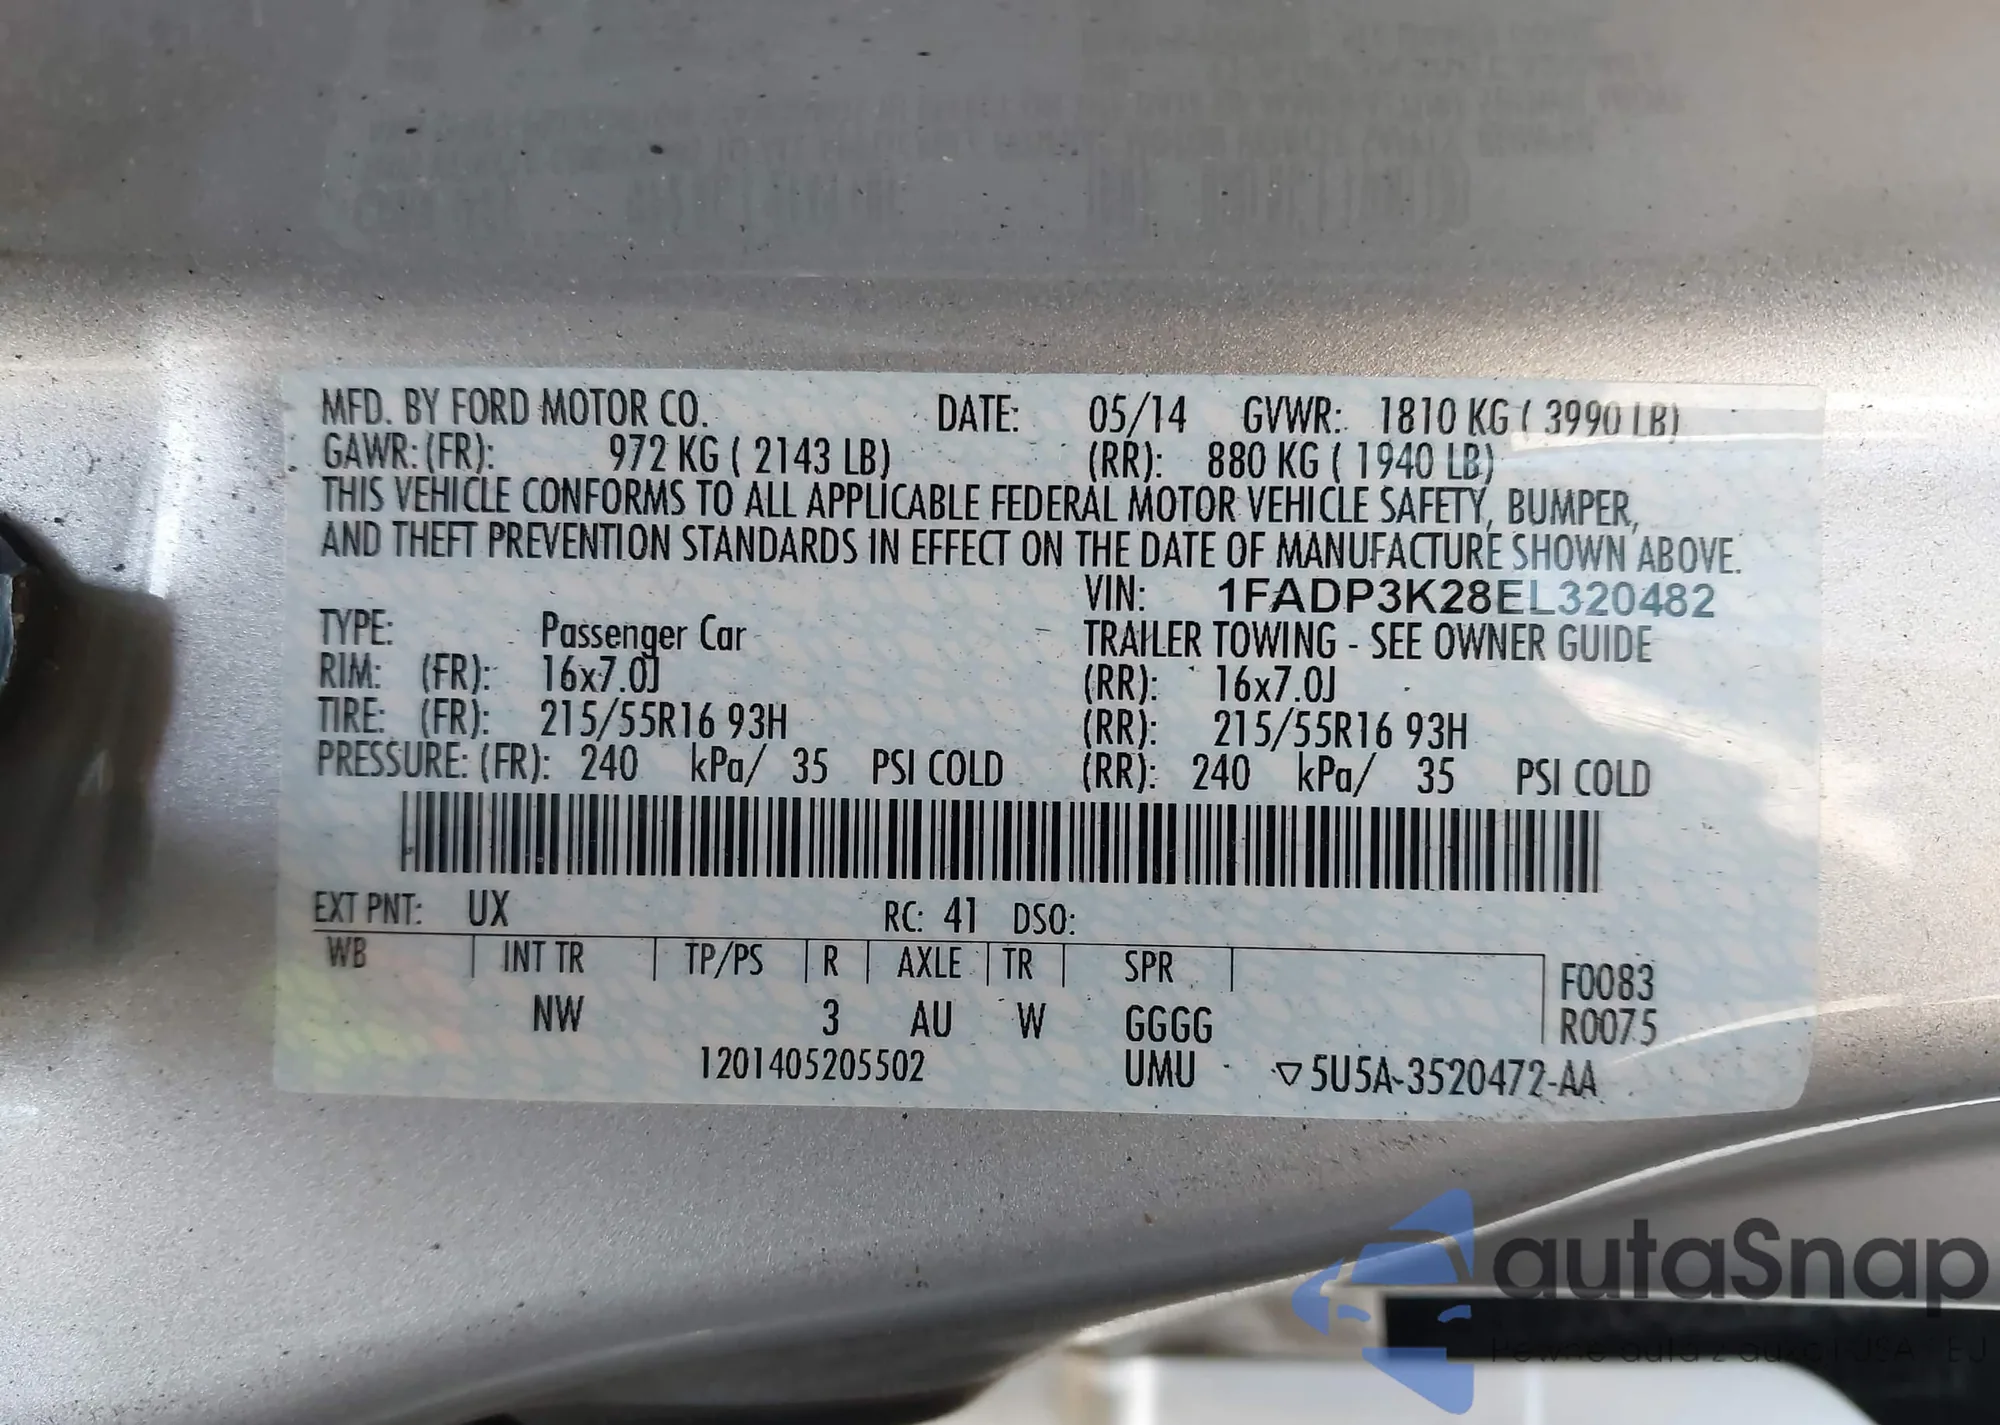 MFD. BY FORD MOTOR CO. DATE: 05/14 GVWR: 1810 KG ( 3990 LB)
GAWR: (FR): 972 KG ( 2143 LB) (RR): 880 KG ( 1940 LB)
THIS VEHICLE CONFORMS TO ALL APPLICABLE FEDERAL MOTOR VEHICLE SAFETY, BUMPER,
AND THEFT PREVENTION STANDARDS IN EFFECT ON THE DATE OF MANUFACTURE SHOWN ABOVE.
VIN: 1FADP3K28EL320482
TYPE: Passenger Car TRAILER TOWING - SEE OWNER GUIDE
RIM: (FR): 16x7.0J (RR): 16x7.0J
TIRE: (FR): 215/55R16 93H (RR): 215/55R16 93H
PRESSURE: (FR): 240 kPa/ 35 PSI COLD (RR): 240 kPa/ 35 PSI COLD
EXT PNT: UX RC: 41 DSO:
WB INT TR TP/PS R AXLE TR SPR F0083
NW 3 AU W GGGG R0075
1201405205502 UMU ▽ 5U5A-3520472-AA
autaSnap
Pewne auta z aukcji USA